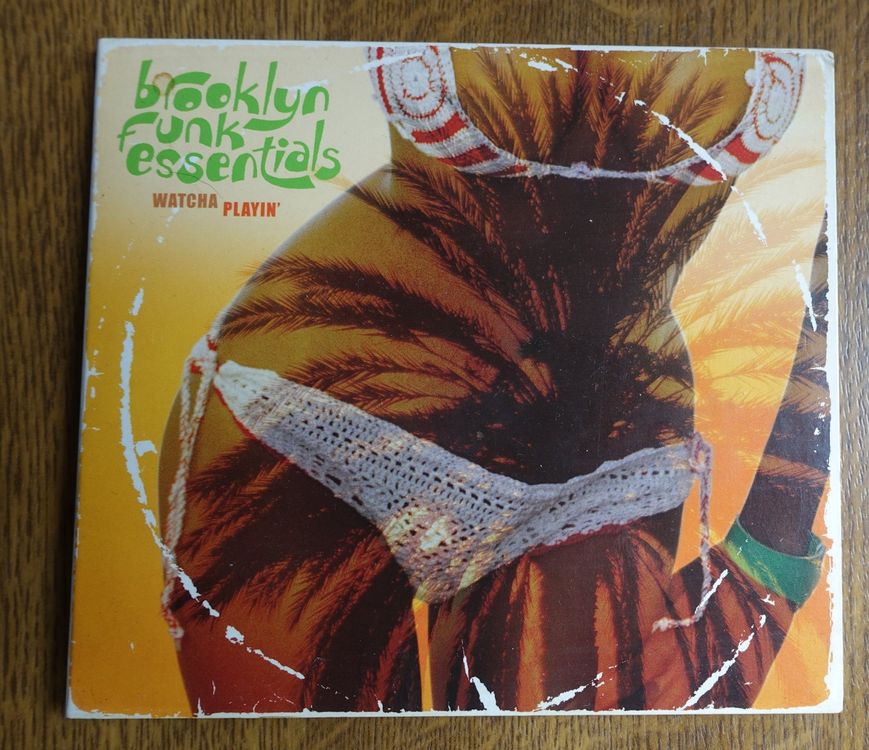 brooklyn
funk
essentials
WATCHA PLAYIN'